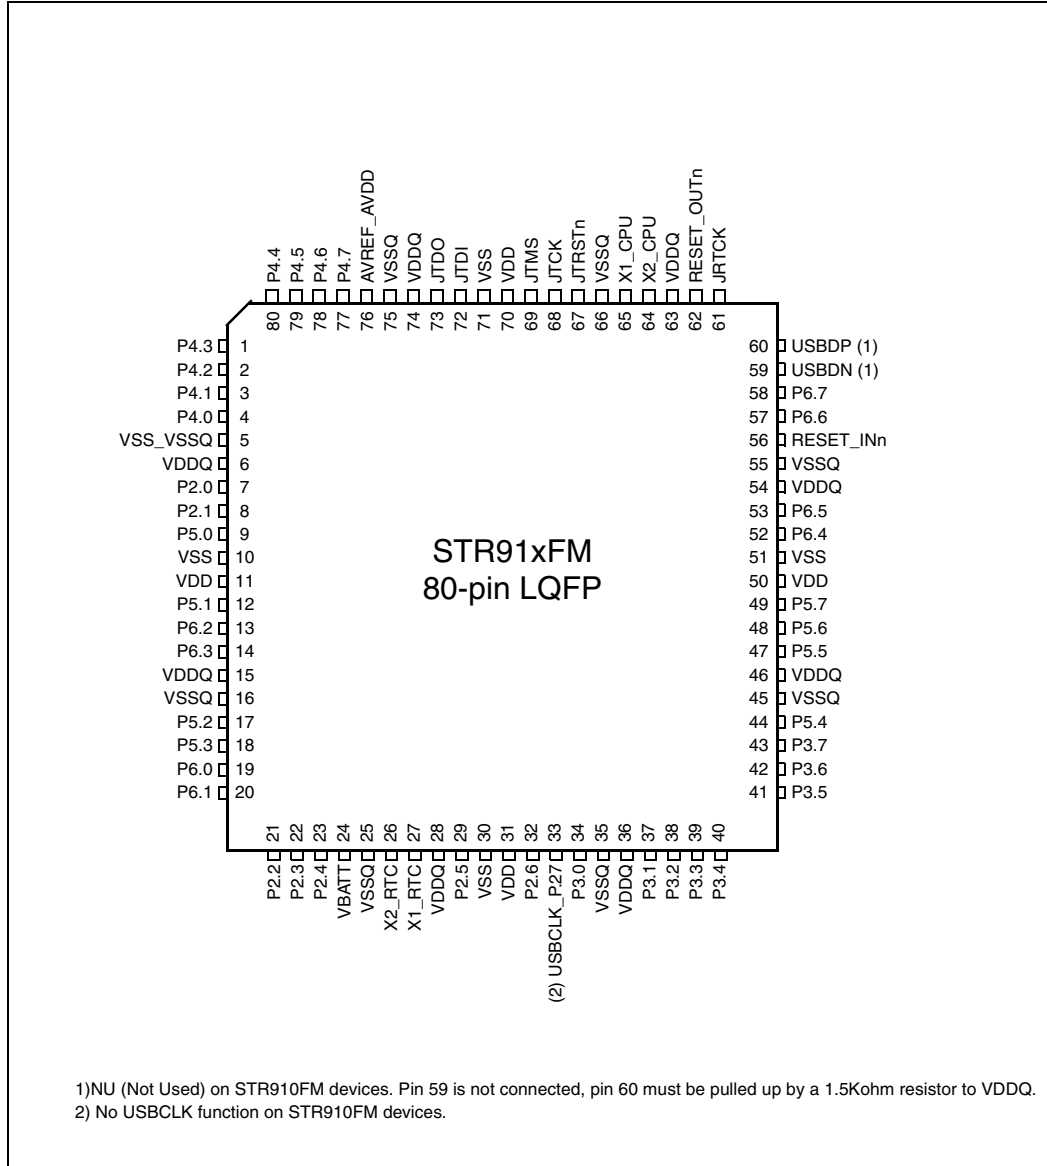 P4.4
P4.5
P4.6
P4.7
AVREF_AVDD
VSSQ
VDDQ
JTDO
JTDI
VSS
VDD
JTMS
JTCK
JTRSTn
VSSQ
X1_CPU
X2_CPU
VDDQ
RESET_OUTn
JRTCK
80
79
78
77
76
75
74
73
72
71
70
69
68
67
66
65
64
63
62
61
P4.3 1
P4.2 2
P4.1 3
P4.0 4
VSS_VSSQ 5
VDDQ 6
P2.0 7
P2.1 8
P5.0 9
VSS 10
VDD 11
P5.1 12
P6.2 13
P6.3 14
VDDQ 15
VSSQ 16
P5.2 17
P5.3 18
P6.0 19
P6.1 20
STR91xFM
80-pin LQFP
60 USBDP (1)
59 USBDN (1)
58 P6.7
57 P6.6
56 RESET_INn
55 VSSQ
54 VDDQ
53 P6.5
52 P6.4
51 VSS
50 VDD
49 P5.7
48 P5.6
47 P5.5
46 VDDQ
45 VSSQ
44 P5.4
43 P3.7
42 P3.6
41 P3.5
21
22
23
24
25
26
27
28
29
30
31
32
33
34
35
36
37
38
39
40
P2.2
P2.3
P2.4
VBATT
VSSQ
X2_RTC
X1_RTC
VDDQ
P2.5
VSS
VDD
P2.6
(2) USBCLK_P27
P3.0
VSSQ
VDDQ
P3.1
P3.2
P3.3
P3.4
1)NU (Not Used) on STR910FM devices. Pin 59 is not connected, pin 60 must be pulled up by a 1.5Kohm resistor to VDDQ.
2) No USBCLK function on STR910FM devices.